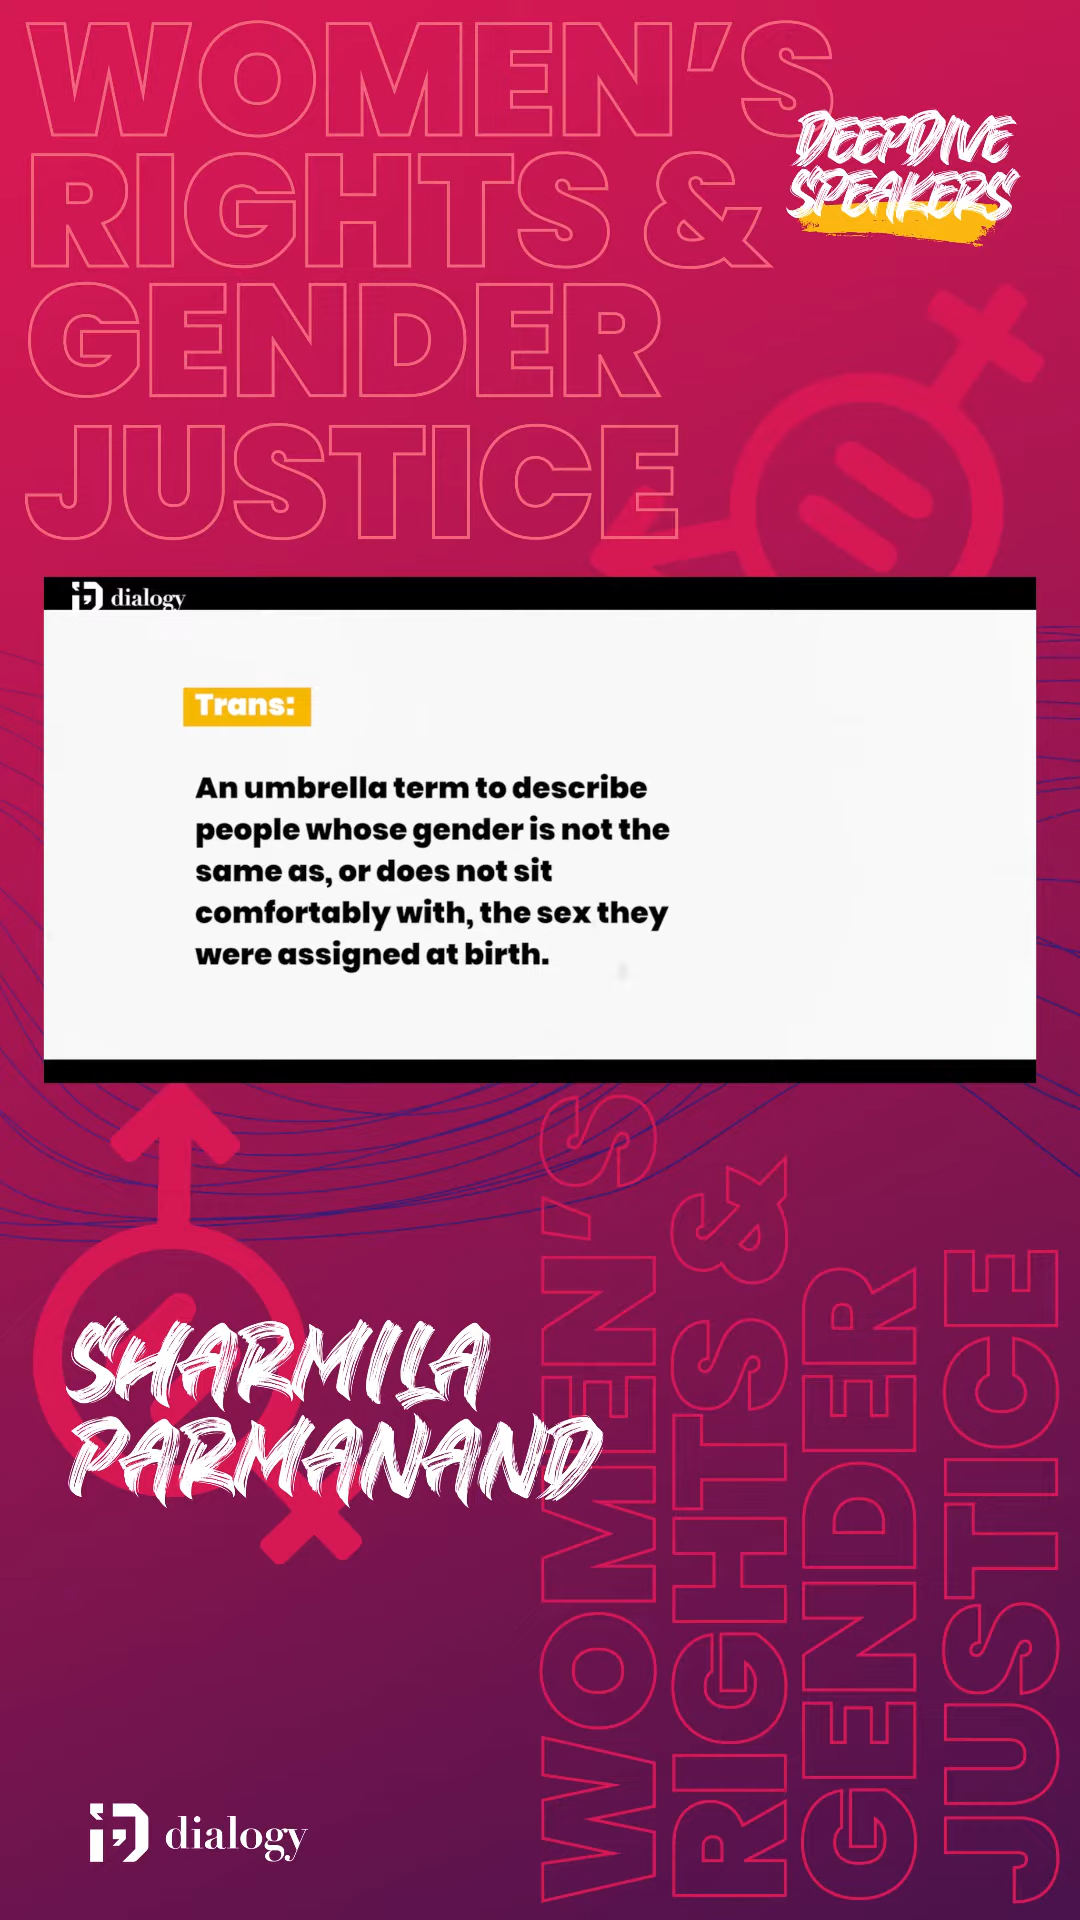 WOMEN'S
RIGHTS &
GENDER
JUSTICE
DEEPDIVE
SPEAKERS
dialogy
Trans:
An umbrella term to describe
people whose gender is not the
same as, or does not sit
comfortably with, the sex they
were assigned at birth.
SHARMILA
PARMANAND
WOMEN'S
RIGHTS &
GENDER
JUSTICE
dialogy